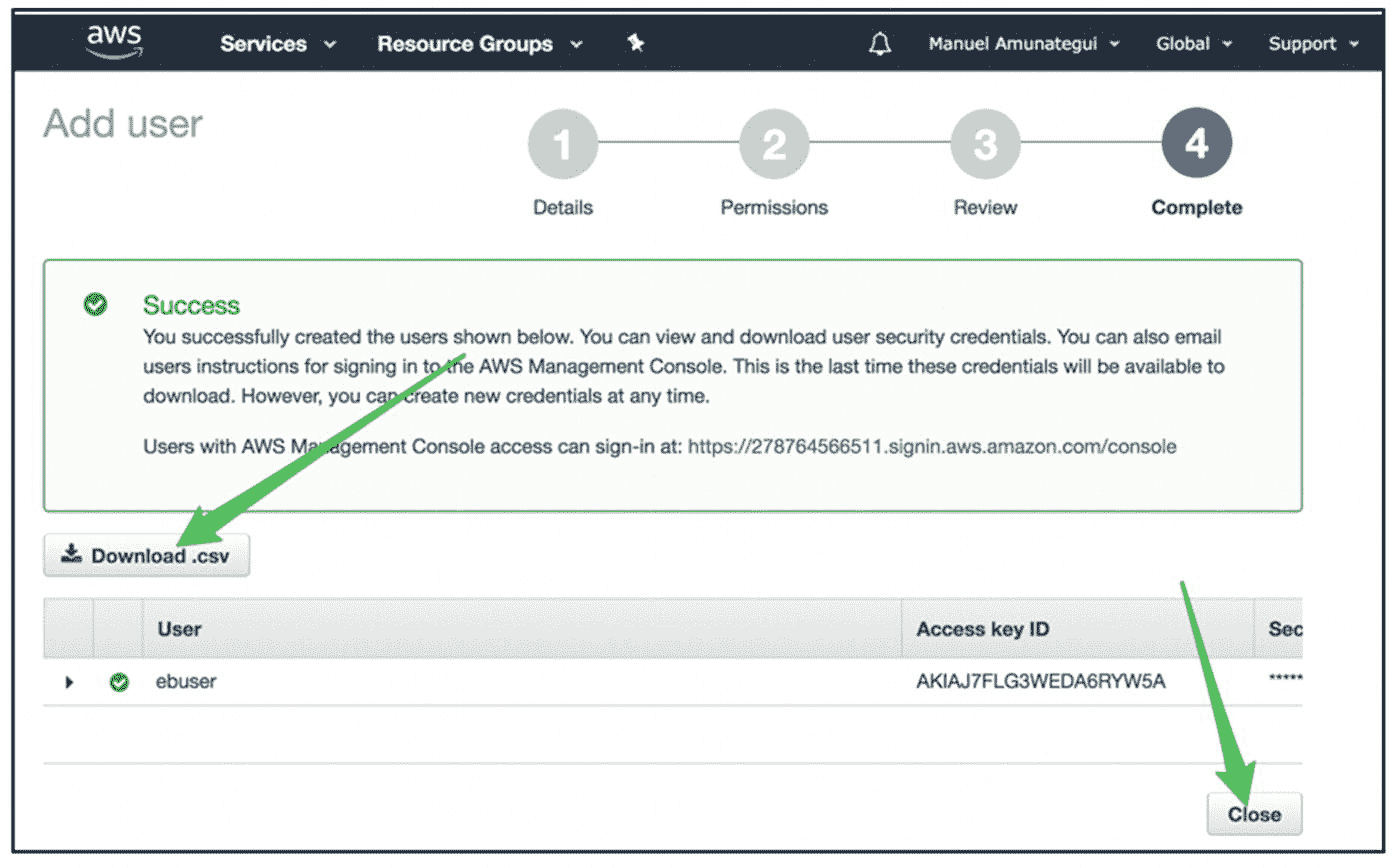 aws Services Resource Groups Manuel Amunategui Global Support
Add user
1 2 3 4
Details Permissions Review Complete
Success
You successfully created the users shown below. You can view and download user security credentials. You can also email
users instructions for signing in to the AWS Management Console. This is the last time these credentials will be available to
download. However, you can create new credentials at any time.
Users with AWS Management Console access can sign-in at: https://278764566511.signin.aws.amazon.com/console
Download .csv
User Access key ID Sec
ebuser AKIAJ7FLG3WEDA6RYW5A *****
Close